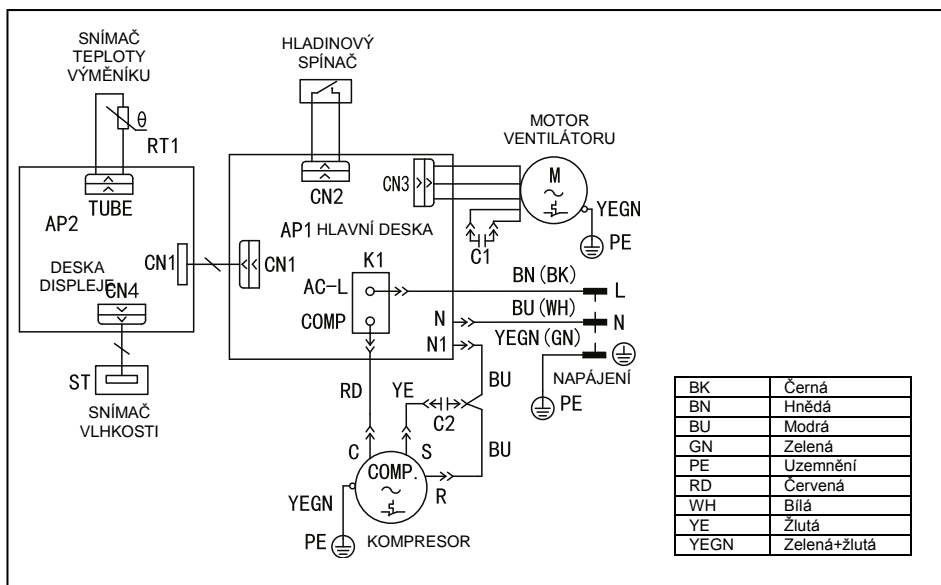 SNÍMAČ
TEPLOTY
VÝMĚNÍKU
θ
RT1
TUBE
AP2
DESKA
DISPLEJE
CN1
CN4
ST
SNÍMAČ
VLHKOSTI
HLADINOVÝ
SPÍNAČ
CN2
CN1
AP1 HLAVNÍ DESKA
CN3
K1
AC-L
COMP
N
N1
MOTOR
VENTILÁTORU
M
YEGN
PE
C1
BN (BK)
L
BU (WH)
N
YEGN (GN)
NAPÁJENÍ
PE
RD
YE
C2
BU
BU
C
S
R
COMP.
YEGN
PE
KOMPRESOR
BK Černá
BN Hnědá
BU Modrá
GN Zelená
PE Uzemnění
RD Červená
WH Bílá
YE Žlutá
YEGN Zelená+žlutá